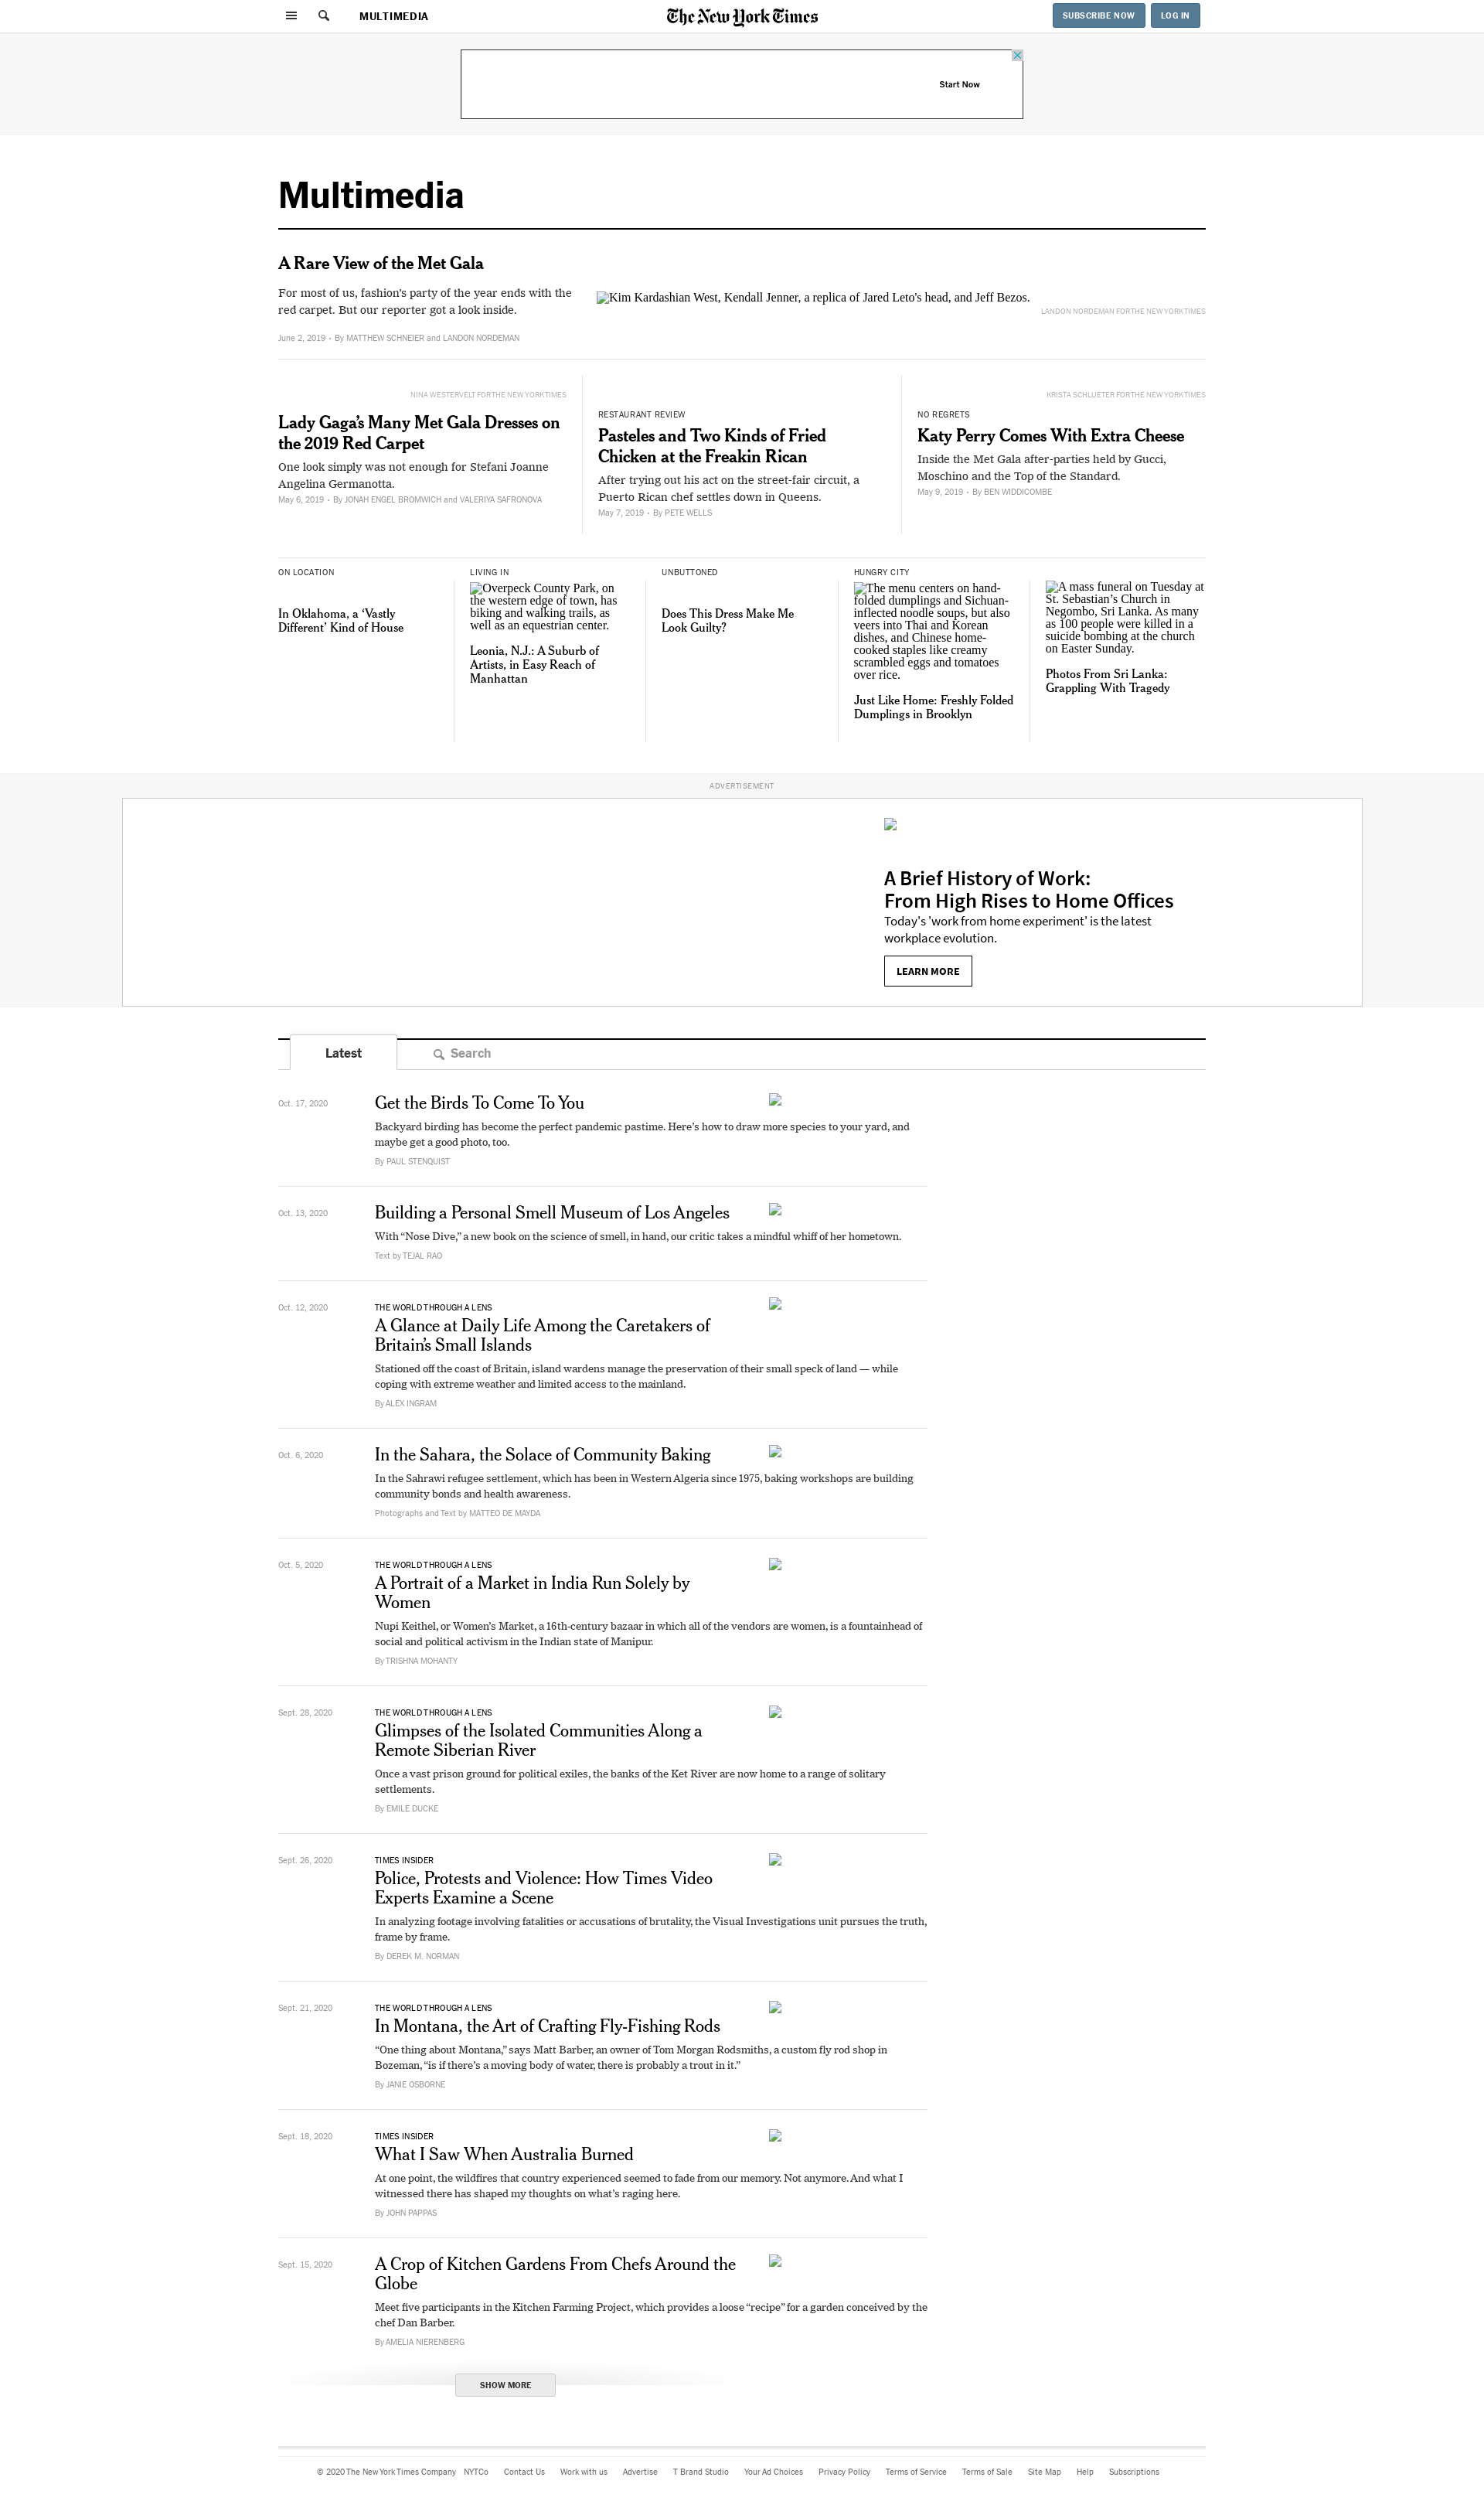 MULTIMEDIA
The New York Times
SUBSCRIBE NOW
LOG IN
Start Now
Multimedia
A Rare View of the Met Gala
For most of us, fashion's party of the year ends with the
red carpet. But our reporter got a look inside.
June 2, 2019 • By MATTHEW SCHNEIER and LANDON NORDEMAN
Kim Kardashian West, Kendall Jenner, a replica of Jared Leto's head, and Jeff Bezos.
LANDON NORDEMAN FOR THE NEW YORK TIMES
NINA WESTERVELT FOR THE NEW YORK TIMES
Lady Gaga's Many Met Gala Dresses on
the 2019 Red Carpet
One look simply was not enough for Stefani Joanne
Angelina Germanotta.
May 6, 2019 • By JONAH ENGEL BROMWICH and VALERIYA SAFRONOVA
RESTAURANT REVIEW
Pasteles and Two Kinds of Fried
Chicken at the Freakin Rican
After trying out his act on the street-fair circuit, a
Puerto Rican chef settles down in Queens.
May 7, 2019 • By PETE WELLS
KRISTA SCHLUETER FOR THE NEW YORK TIMES
NO REGRETS
Katy Perry Comes With Extra Cheese
Inside the Met Gala after-parties held by Gucci,
Moschino and the Top of the Standard.
May 9, 2019 • By BEN WIDDICOMBE
ON LOCATION
In Oklahoma, a ‘Vastly
Different’ Kind of House
LIVING IN
Overpeck County Park, on
the western edge of town, has
biking and walking trails, as
well as an equestrian center.
Leonia, N.J.: A Suburb of
Artists, in Easy Reach of
Manhattan
UNBUTTONED
Does This Dress Make Me
Look Guilty?
HUNGRY CITY
The menu centers on hand-
folded dumplings and Sichuan-
inflected noodle soups, but also
veers into Thai and Korean
dishes, and Chinese home-
cooked staples like creamy
scrambled eggs and tomatoes
over rice.
Just Like Home: Freshly Folded
Dumplings in Brooklyn
A mass funeral on Tuesday at
St. Sebastian’s Church in
Negombo, Sri Lanka. As many
as 100 people were killed in a
suicide bombing at the church
on Easter Sunday.
Photos From Sri Lanka:
Grappling With Tragedy
ADVERTISEMENT
A Brief History of Work:
From High Rises to Home Offices
Today's 'work from home experiment' is the latest
workplace evolution.
LEARN MORE
Latest
Search
Oct. 17, 2020
Get the Birds To Come To You
Backyard birding has become the perfect pandemic pastime. Here’s how to draw more species to your yard, and
maybe get a good photo, too.
By PAUL STENQUIST
Oct. 13, 2020
Building a Personal Smell Museum of Los Angeles
With “Nose Dive,” a new book on the science of smell, in hand, our critic takes a mindful whiff of her hometown.
Text by TEJAL RAO
Oct. 12, 2020
THE WORLD THROUGH A LENS
A Glance at Daily Life Among the Caretakers of
Britain’s Small Islands
Stationed off the coast of Britain, island wardens manage the preservation of their small speck of land — while
coping with extreme weather and limited access to the mainland.
By ALEX INGRAM
Oct. 6, 2020
In the Sahara, the Solace of Community Baking
In the Sahrawi refugee settlement, which has been in Western Algeria since 1975, baking workshops are building
community bonds and health awareness.
Photographs and Text by MATTEO DE MAYDA
Oct. 5, 2020
THE WORLD THROUGH A LENS
A Portrait of a Market in India Run Solely by
Women
Nupi Keithel, or Women’s Market, a 16th-century bazaar in which all of the vendors are women, is a fountainhead of
social and political activism in the Indian state of Manipur.
By TRISHNA MOHANTY
Sept. 28, 2020
THE WORLD THROUGH A LENS
Glimpses of the Isolated Communities Along a
Remote Siberian River
Once a vast prison ground for political exiles, the banks of the Ket River are now home to a range of solitary
settlements.
By EMILE DUCKE
Sept. 26, 2020
TIMES INSIDER
Police, Protests and Violence: How Times Video
Experts Examine a Scene
In analyzing footage involving fatalities or accusations of brutality, the Visual Investigations unit pursues the truth,
frame by frame.
By DEREK M. NORMAN
Sept. 21, 2020
THE WORLD THROUGH A LENS
In Montana, the Art of Crafting Fly-Fishing Rods
“One thing about Montana,” says Matt Barber, an owner of Tom Morgan Rodsmiths, a custom fly rod shop in
Bozeman, “is if there’s a moving body of water, there is probably a trout in it.”
By JANIE OSBORNE
Sept. 18, 2020
TIMES INSIDER
What I Saw When Australia Burned
At one point, the wildfires that country experienced seemed to fade from our memory. Not anymore. And what I
witnessed there has shaped my thoughts on what’s raging here.
By JOHN PAPPAS
Sept. 15, 2020
A Crop of Kitchen Gardens From Chefs Around the
Globe
Meet five participants in the Kitchen Farming Project, which provides a loose “recipe” for a garden conceived by the
chef Dan Barber.
By AMELIA NIERENBERG
SHOW MORE
© 2020 The New York Times Company NYTCo Contact Us Work with us Advertise T Brand Studio Your Ad Choices Privacy Policy Terms of Service Terms of Sale Site Map Help Subscriptions